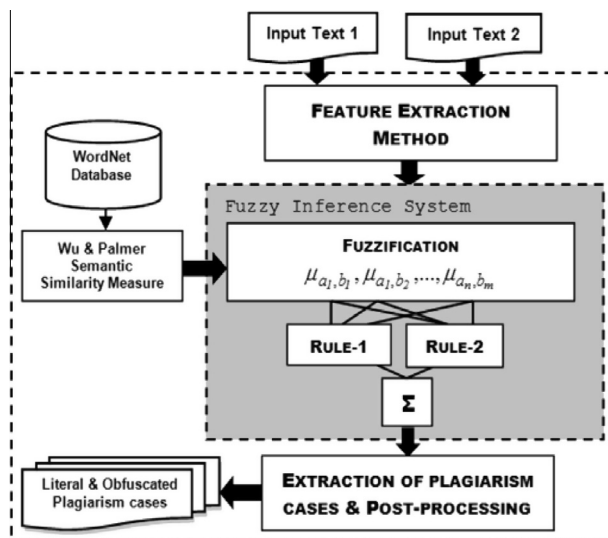 Input Text 1
Input Text 2
FEATURE EXTRACTION
METHOD
WordNet
Database
Fuzzy Inference System
Wu & Palmer
Semantic
Similarity Measure
FUZZIFICATION
μa1,b1, μa1,b2,..., μan,bm
RULE-1
RULE-2
Σ
Literal & Obfuscated
Plagiarism cases
EXTRACTION OF PLAGIARISM
CASES & POST-PROCESSING